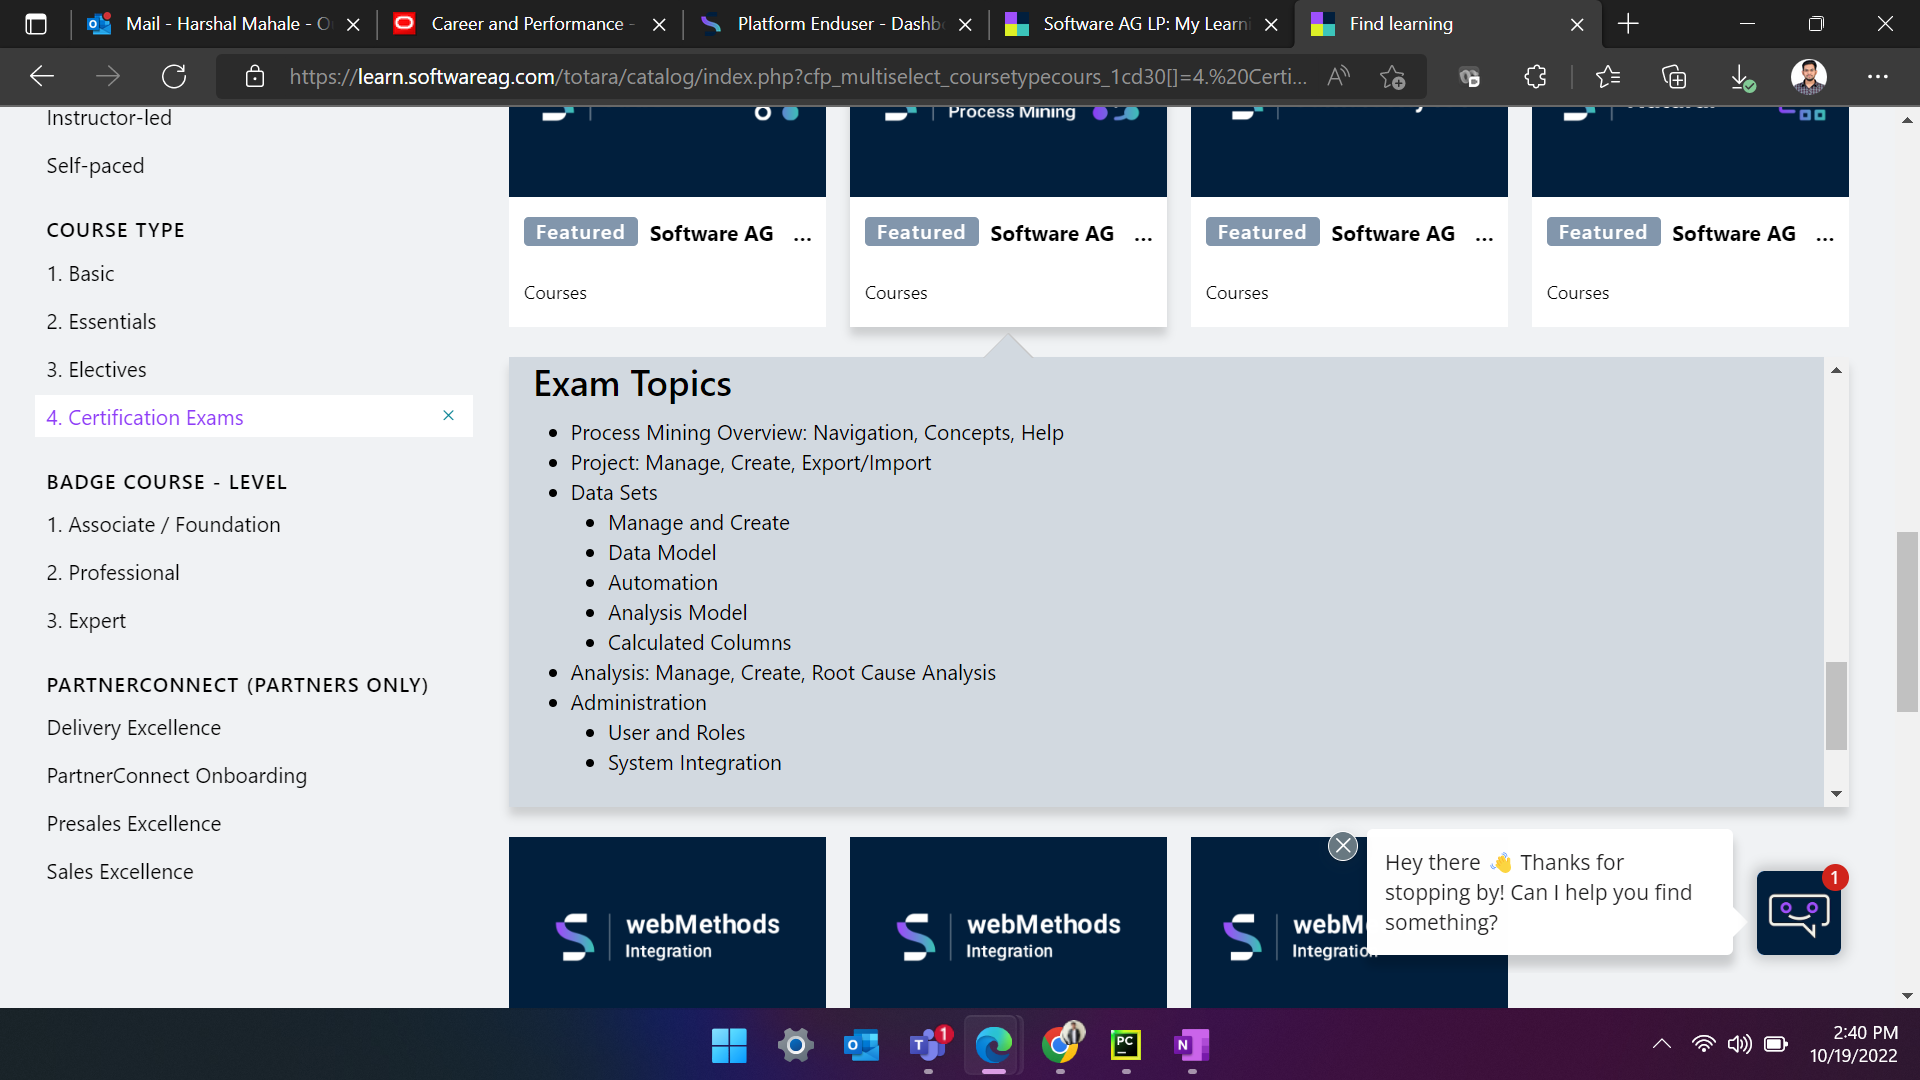 Mail - Harshal Mahale - O
Career and Performance -
Platform Enduser - Dashb
Software AG LP: My Learni
Find learning
https://learn.softwareag.com/totara/catalog/index.php?cfp_multiselect_coursetypecours_1cd30[]=4.%20Certi...
Instructor-led
Self-paced
COURSE TYPE
1. Basic
2. Essentials
3. Electives
4. Certification Exams
BADGE COURSE - LEVEL
1. Associate / Foundation
2. Professional
3. Expert
PARTNERCONNECT (PARTNERS ONLY)
Delivery Excellence
PartnerConnect Onboarding
Presales Excellence
Sales Excellence
Process Mining
Featured Software AG ...
Courses
Featured Software AG ...
Courses
Featured Software AG ...
Courses
Featured Software AG ...
Courses
Exam Topics
• Process Mining Overview: Navigation, Concepts, Help
• Project: Manage, Create, Export/Import
• Data Sets
• Manage and Create
• Data Model
• Automation
• Analysis Model
• Calculated Columns
• Analysis: Manage, Create, Root Cause Analysis
• Administration
• User and Roles
• System Integration
webMethods
Integration
webMethods
Integration
webM
Integration
Hey there 👋 Thanks for
stopping by! Can I help you find
something?
1
1
PC
N
2:40 PM
10/19/2022